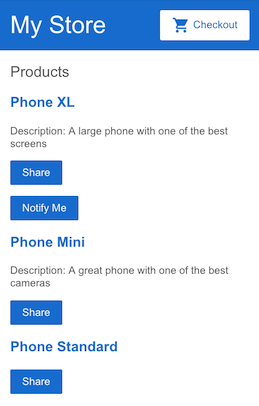 My Store
Checkout
Products
Phone XL
Description: A large phone with one of the best
screens
Share
Notify Me
Phone Mini
Description: A great phone with one of the best
cameras
Share
Phone Standard
Share